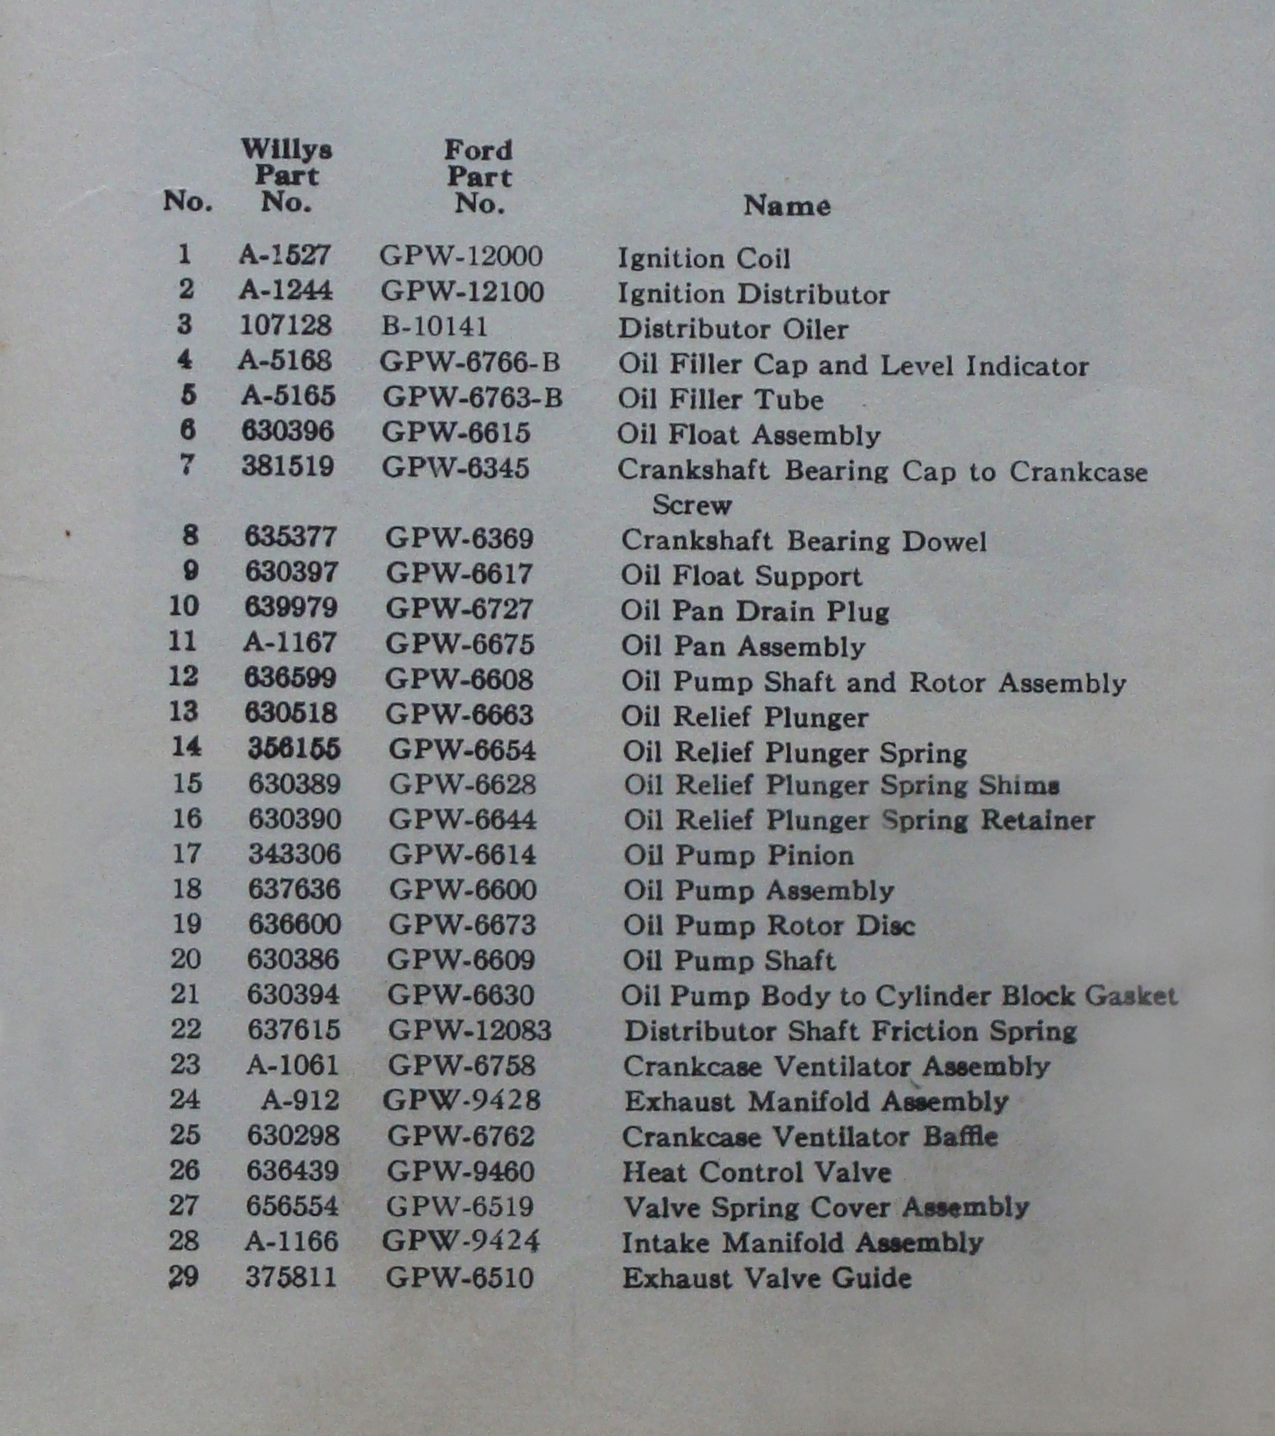 Willys Ford
Part Part
No. No. No. Name
1 A-1527 GPW-12000 Ignition Coil
2 A-1244 GPW-12100 Ignition Distributor
3 107128 B-10141 Distributor Oiler
4 A-5168 GPW-6766-B Oil Filler Cap and Level Indicator
5 A-5165 GPW-6763-B Oil Filler Tube
6 630396 GPW-6615 Oil Float Assembly
7 381519 GPW-6345 Crankshaft Bearing Cap to Crankcase
Screw
8 635377 GPW-6369 Crankshaft Bearing Dowel
9 630397 GPW-6617 Oil Float Support
10 639979 GPW-6727 Oil Pan Drain Plug
11 A-1167 GPW-6675 Oil Pan Assembly
12 636599 GPW-6608 Oil Pump Shaft and Rotor Assembly
13 630518 GPW-6663 Oil Relief Plunger
14 356155 GPW-6654 Oil Relief Plunger Spring
15 630389 GPW-6628 Oil Relief Plunger Spring Shims
16 630390 GPW-6644 Oil Relief Plunger Spring Retainer
17 343306 GPW-6614 Oil Pump Pinion
18 637636 GPW-6600 Oil Pump Assembly
19 636600 GPW-6673 Oil Pump Rotor Disc
20 630386 GPW-6609 Oil Pump Shaft
21 630394 GPW-6630 Oil Pump Body to Cylinder Block Gasket
22 637615 GPW-12083 Distributor Shaft Friction Spring
23 A-1061 GPW-6758 Crankcase Ventilator Assembly
24 A-912 GPW-9428 Exhaust Manifold Assembly
25 630298 GPW-6762 Crankcase Ventilator Baffle
26 636439 GPW-9460 Heat Control Valve
27 656554 GPW-6519 Valve Spring Cover Assembly
28 A-1166 GPW-9424 Intake Manifold Assembly
29 375811 GPW-6510 Exhaust Valve Guide